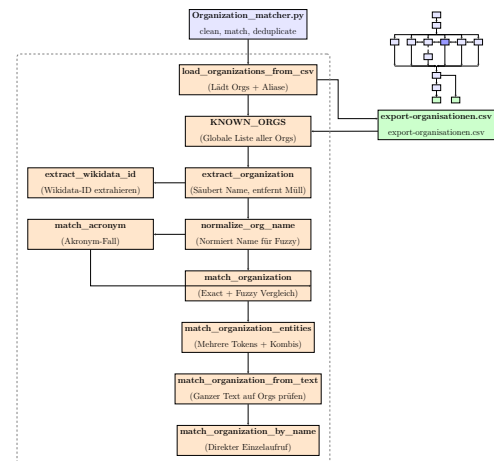 Organization_matcher.py
clean, match, deduplicate
load_organizations_from_csv
(Lädt Orgs + Aliase)
export-organisationen.csv
export-organisationen.csv
KNOWN_ORGS
(Globale Liste aller Orgs)
extract_wikidata_id
(Wikidata-ID extrahieren)
extract_organization
(Säubert Name, entfernt Müll)
match_acronym
(Akronym-Fall)
normalize_org_name
(Normiert Name für Fuzzy)
match_organization
(Exact + Fuzzy Vergleich)
match_organization_entities
(Mehrere Tokens + Kombis)
match_organization_from_text
(Ganzer Text auf Orgs prüfen)
match_organization_by_name
(Direkter Einzelaufruf)